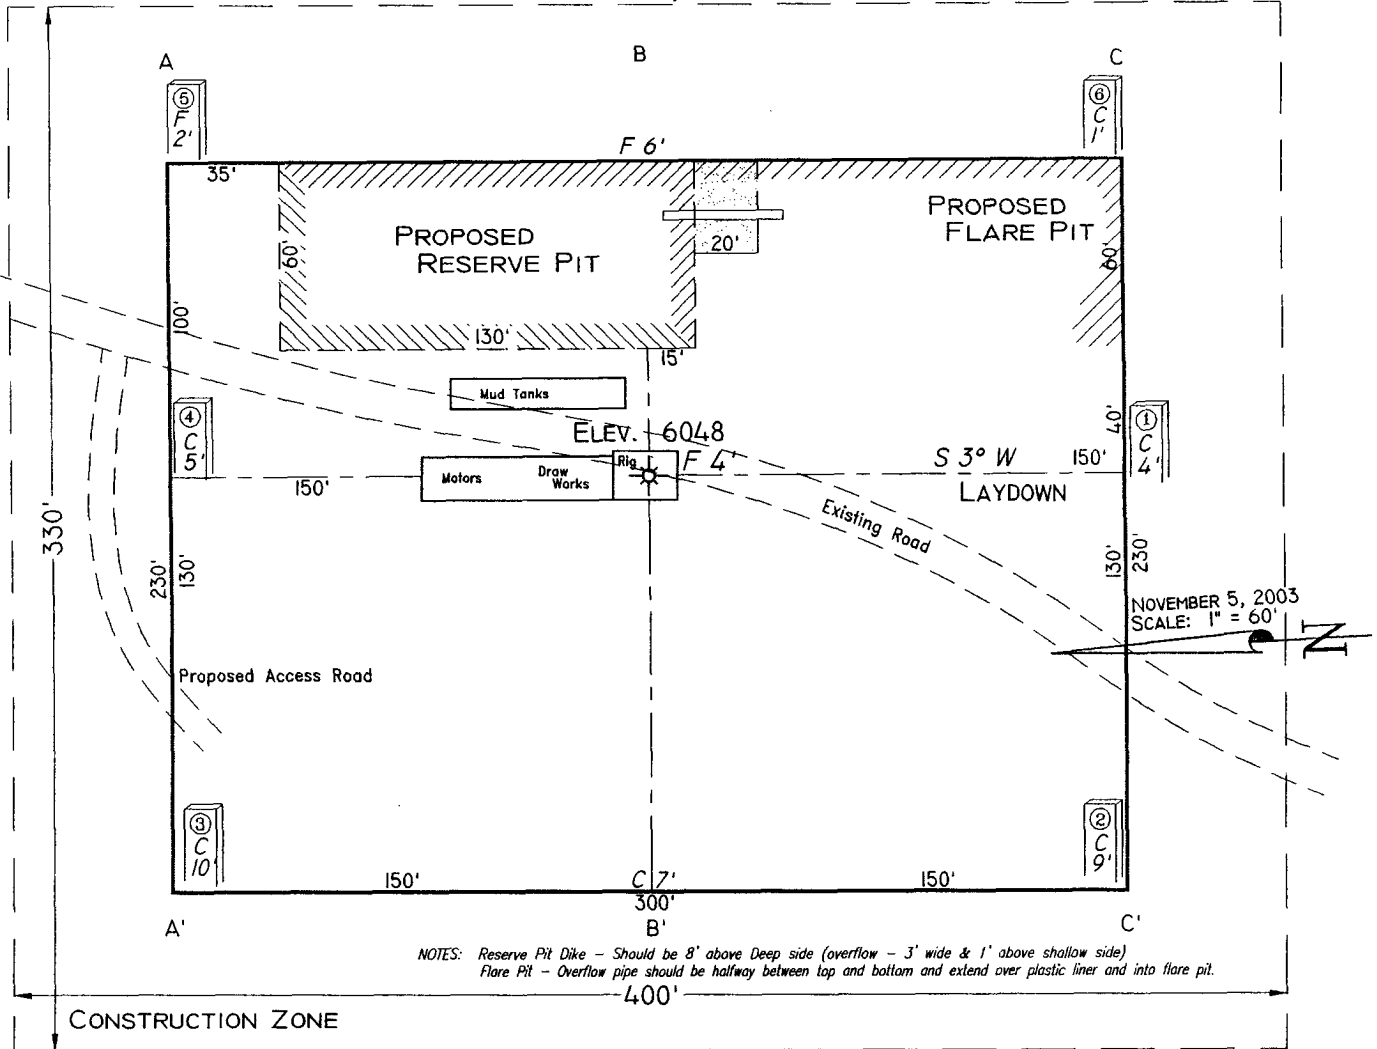 A
B
C
5
F
2'
6
C
1'
F 6'
35'
PROPOSED
RESERVE PIT
PROPOSED
FLARE PIT
20'
60'
60'
100'
130'
15'
Mud Tanks
4
C
5'
ELEV. 6048
F 4'
Rig
Motors
Draw
Works
150'
S 3° W
150'
LAYDOWN
40'
1
C
4'
Existing Road
330'
230'
130'
130'
230'
NOVEMBER 5, 2003
SCALE: 1" = 60'
N
Proposed Access Road
3
C
10'
2
C
9'
150'
C 7'
150'
300'
A'
B'
C'
NOTES: Reserve Pit Dike – Should be 8' above Deep side (overflow – 3' wide & 1' above shallow side)
Flare Pit – Overflow pipe should be halfway between top and bottom and extend over plastic liner and into flare pit.
400'
CONSTRUCTION ZONE